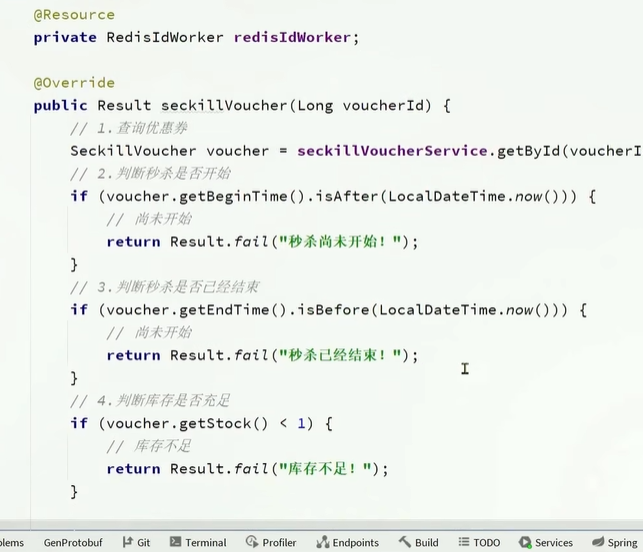 @Resource
private RedisIdWorker redisIdWorker;
@Override
public Result seckillVoucher(Long voucherId) {
// 1.查询优惠券
SeckillVoucher voucher = seckillVoucherService.getById(voucherI
// 2.判断秒杀是否开始
if (voucher.getBeginTime().isAfter(LocalDateTime.now())) {
// 尚未开始
return Result.fail("秒杀尚未开始！");
}
// 3.判断秒杀是否已经结束
if (voucher.getEndTime().isBefore(LocalDateTime.now())) {
// 尚未开始
return Result.fail("秒杀已经结束！");
}
// 4.判断库存是否充足
if (voucher.getStock() < 1) {
// 库存不足
return Result.fail("库存不足！");
}
blems GenProtobuf Git Terminal Profiler Endpoints Build TODO Services Spring